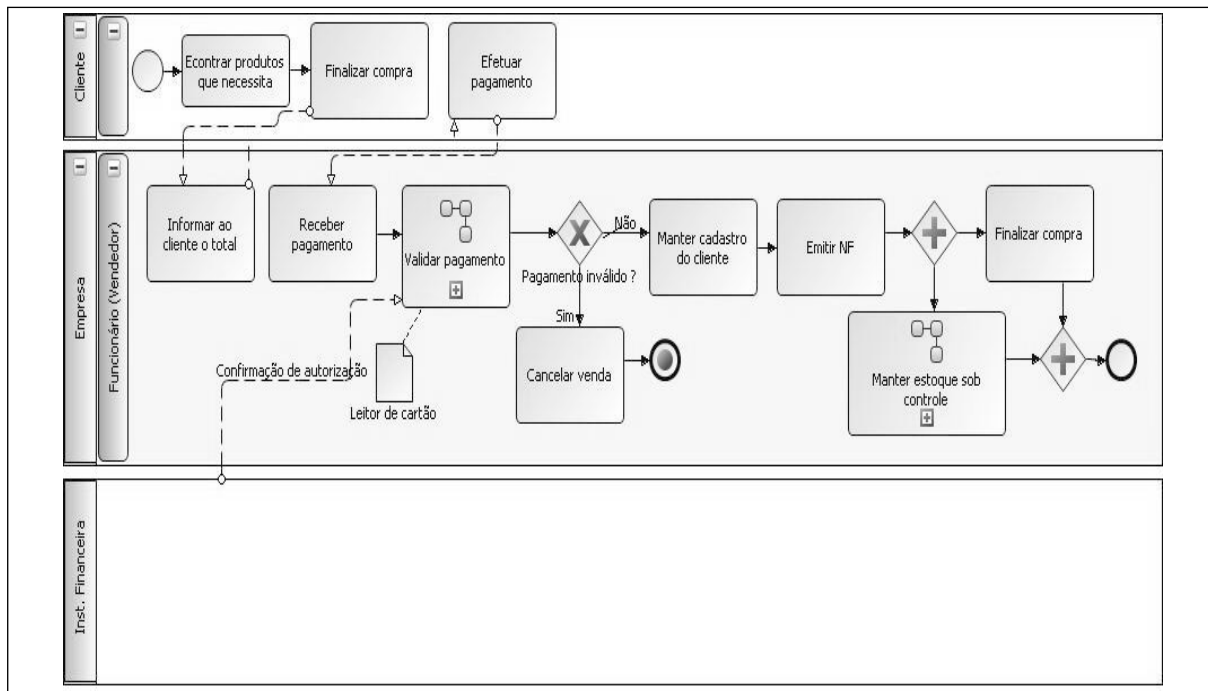 Cliente
Econtrar produtos
que necessita
Finalizar compra
Efetuar
pagamento
Empresa
Funcionário (Vendedor)
Informar ao
cliente o total
Receber
pagamento
Validar pagamento
Pagamento inválido ?
Não
Sim
Manter cadastro
do cliente
Emitir NF
Finalizar compra
Cancelar venda
Manter estoque sob
controle
Confirmação de autorização
Leitor de cartão
Inst. Financeira